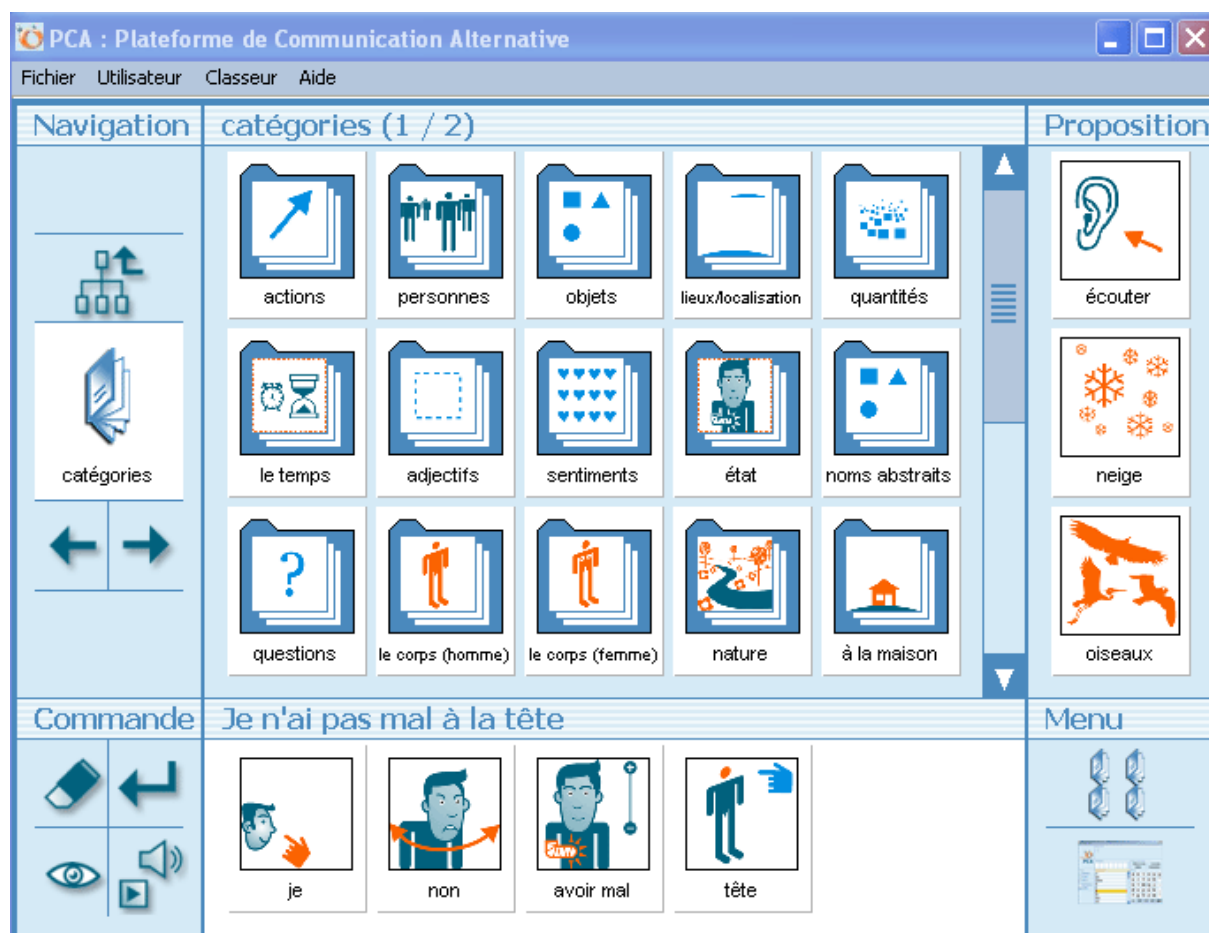 PCA : Plateforme de Communication Alternative
Fichier Utilisateur Classeur Aide
Navigation
catégories (1 / 2)
Proposition
actions
personnes
objets
lieux/localisation
quantités
écouter
catégories
le temps
adjectifs
sentiments
état
noms abstraits
neige
questions
le corps (homme)
le corps (femme)
nature
à la maison
oiseaux
Commande
Je n'ai pas mal à la tête
Menu
je
non
avoir mal
tête